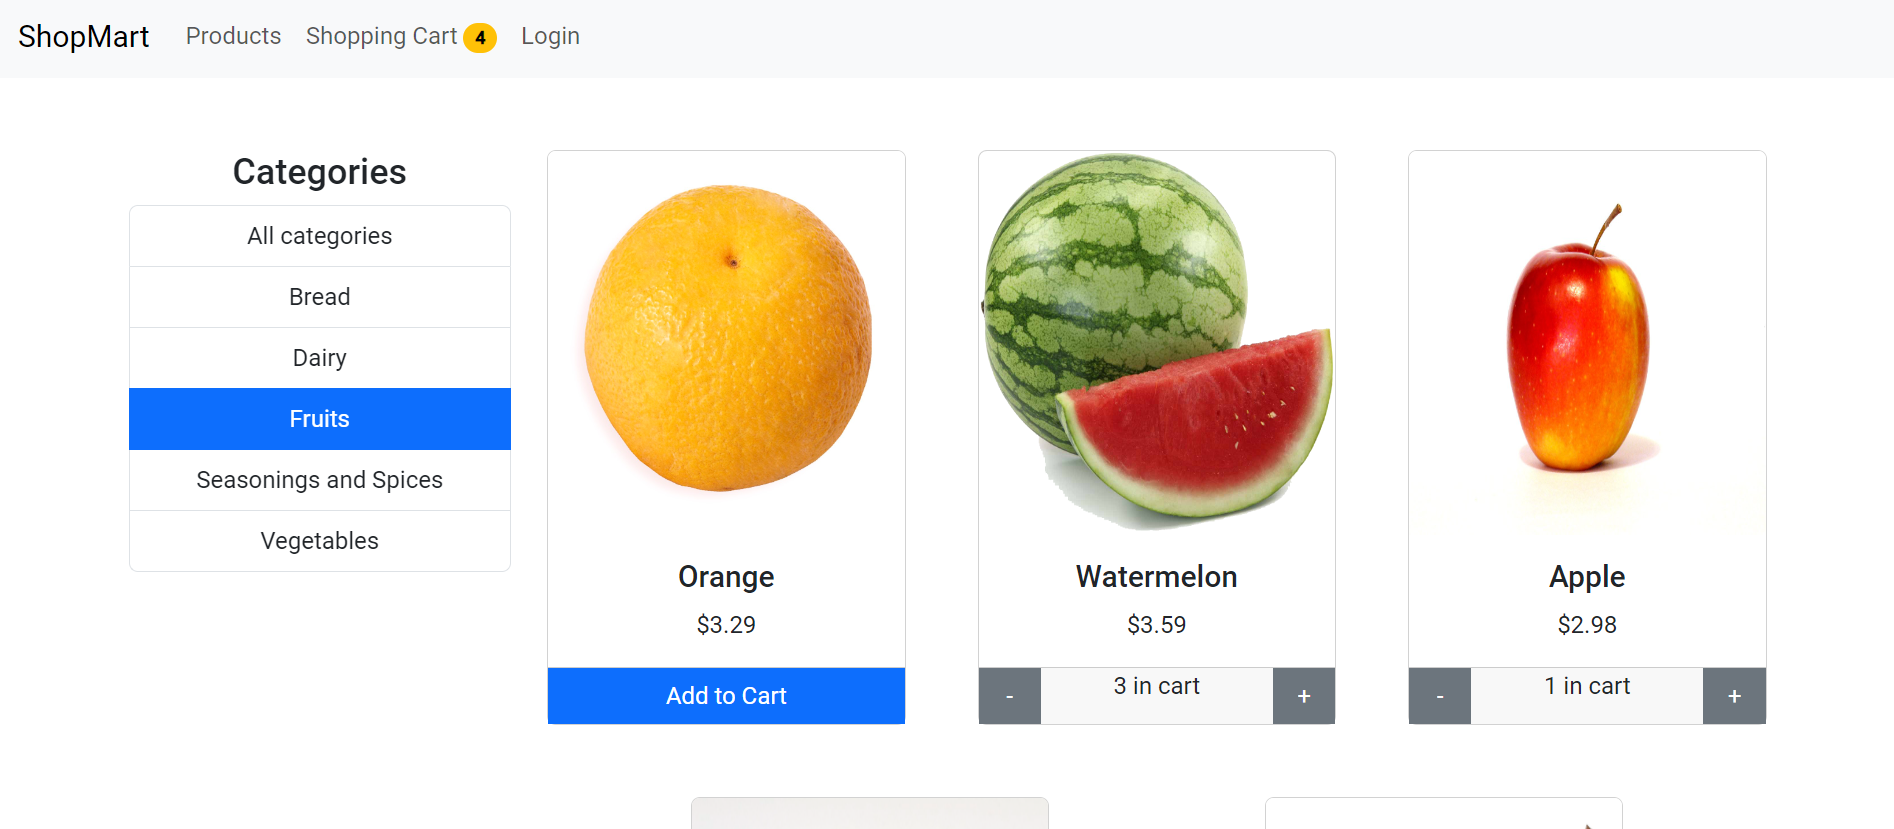 ShopMart Products Shopping Cart 4 Login
Categories
All categories
Bread
Dairy
Fruits
Seasonings and Spices
Vegetables
Orange
$3.29
Add to Cart
Watermelon
$3.59
- 3 in cart +
Apple
$2.98
- 1 in cart +